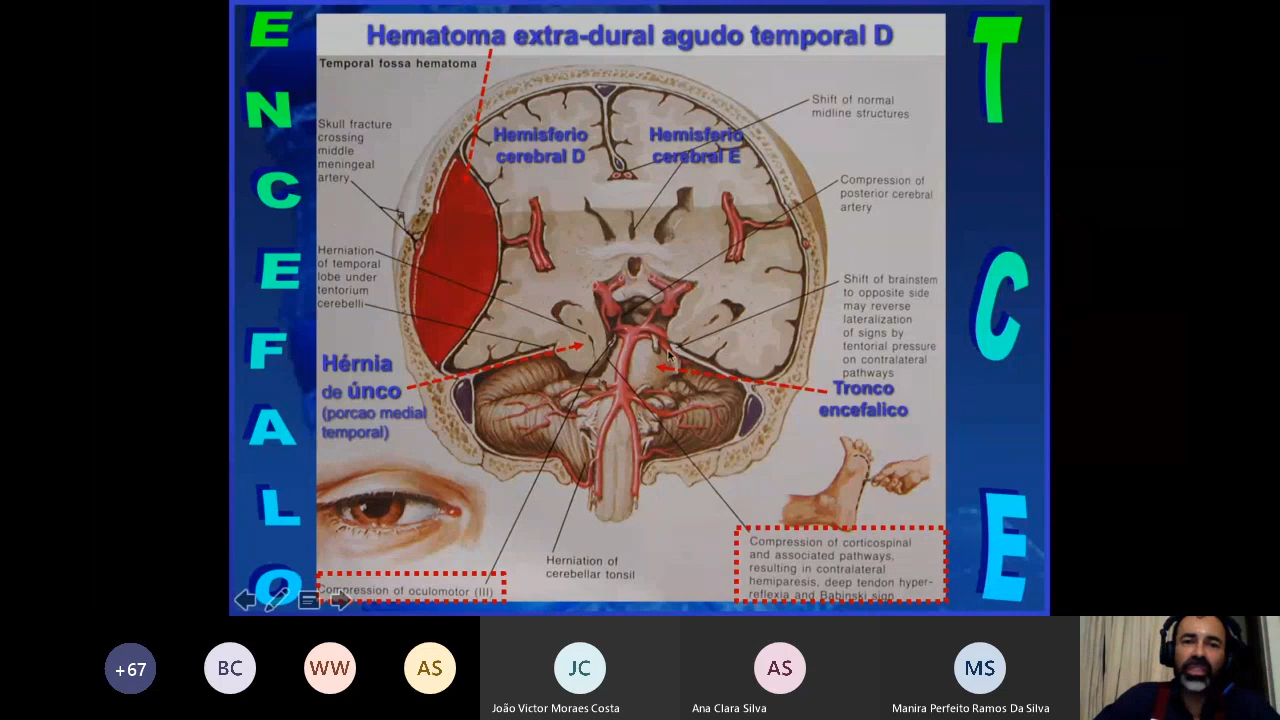 ENCEFALO
TCE
Hematoma extra-dural agudo temporal D
Temporal fossa hematoma
Skull fracture
crossing
middle
meningeal
artery
Hemisferio
cerebral D
Hemisferio
cerebral E
Shift of normal
midline structures
Compression of
posterior cerebral
artery
Herniation
of temporal
lobe under
tentorium
cerebelli
Shift of brainstem
to opposite side
may reverse
lateralization
of signs by
tentorial pressure
on contralateral
pathways
Hérnia
de únco
(porcao medial
temporal)
Tronco
encefalico
Compression of oculomotor (III)
Herniation of
cerebellar tonsil
Compression of corticospinal
and associated pathways,
resulting in contralateral
hemiparesis, deep tendon hyper-
reflexia and Babinski sign
+67
BC
WW
AS
JC
João Victor Moraes Costa
AS
Ana Clara Silva
MS
Manira Perfeito Ramos Da Silva